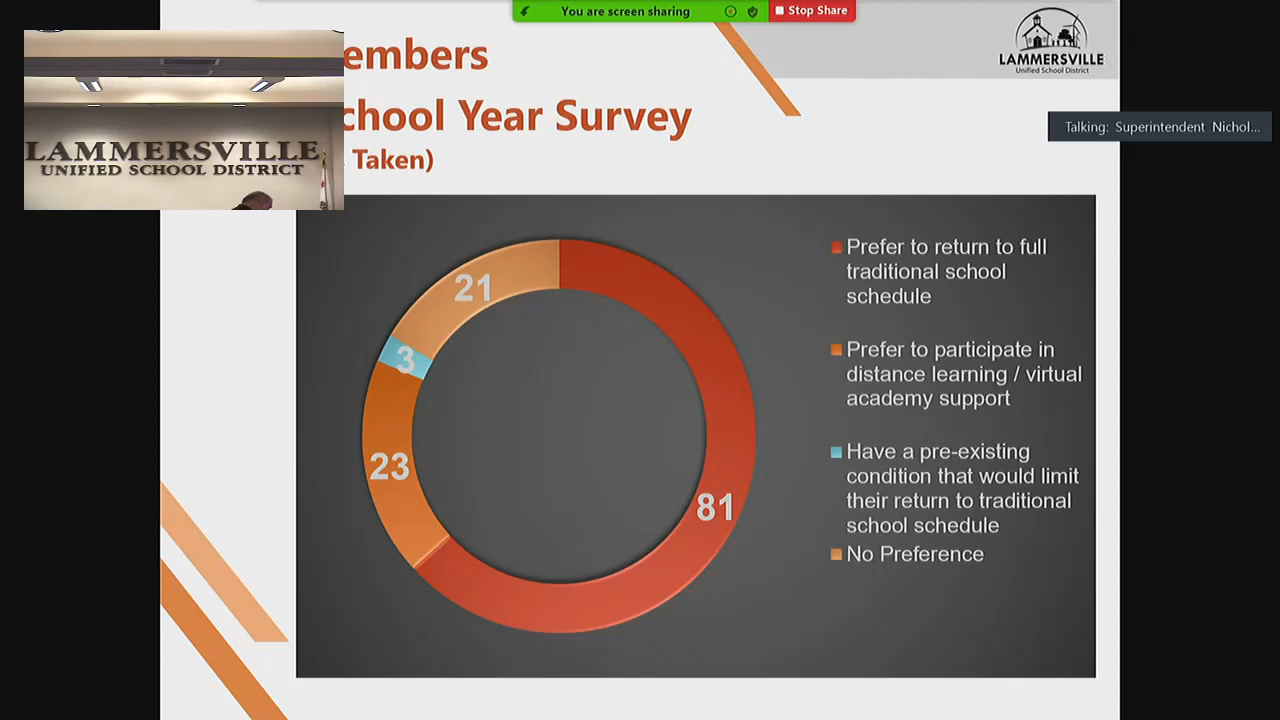 You are screen sharing
Stop Share
embers
chool Year Survey
Taken)
LAMMERSVILLE
Unified School District
Talking: Superintendent Nichol...
LAMMERSVILLE
UNIFIED SCHOOL DISTRICT
21
3
23
81
Prefer to return to full
traditional school
schedule
Prefer to participate in
distance learning / virtual
academy support
Have a pre-existing
condition that would limit
their return to traditional
school schedule
No Preference